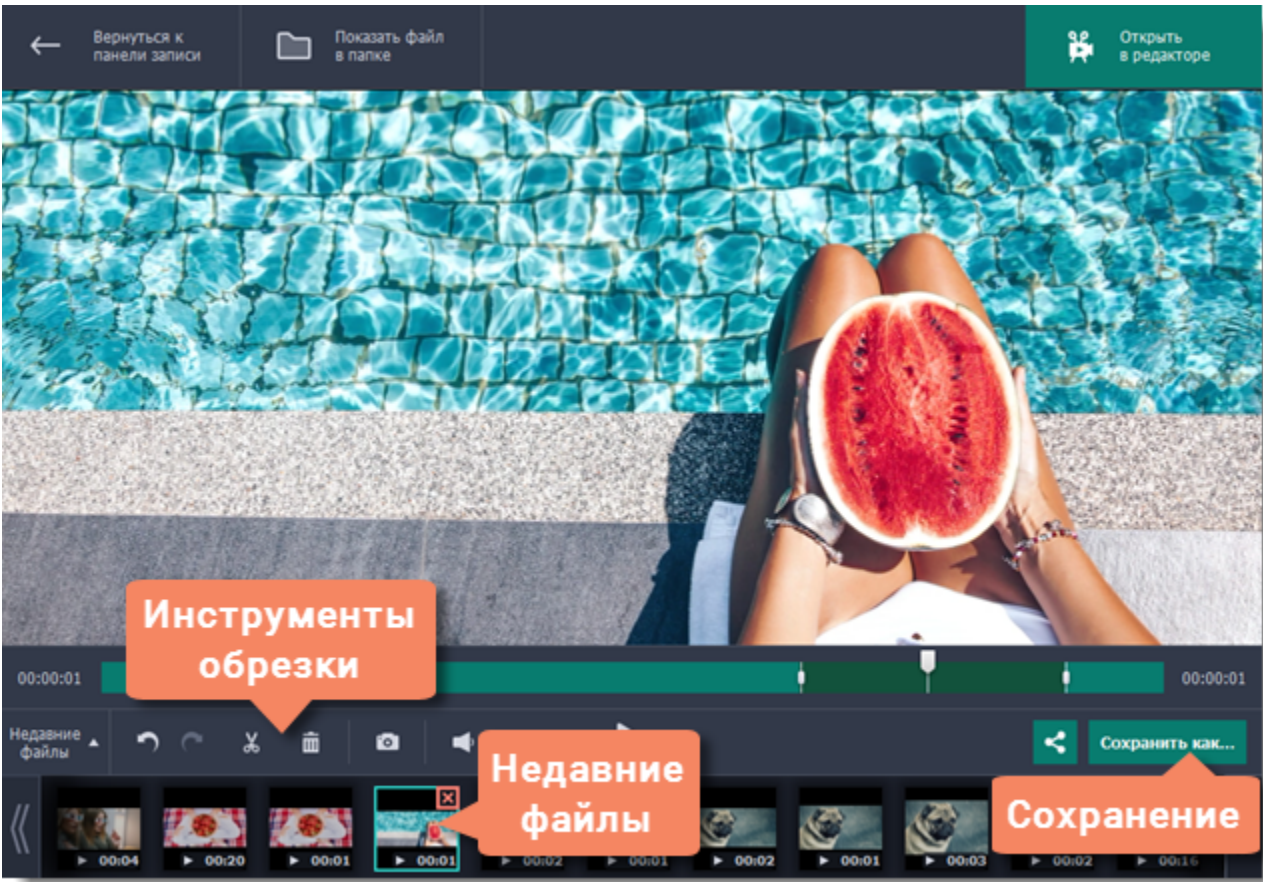 Вернуться к
панели записи
Показать файл
в папке
Открыть
в редакторе
Инструменты
обрезки
00:00:01
00:00:01
Недавние
файлы
Недавние
файлы
Сохранить как...
Сохранение
00:04
00:20
00:01
00:01
00:02
00:01
00:02
00:01
00:03
00:02
00:16